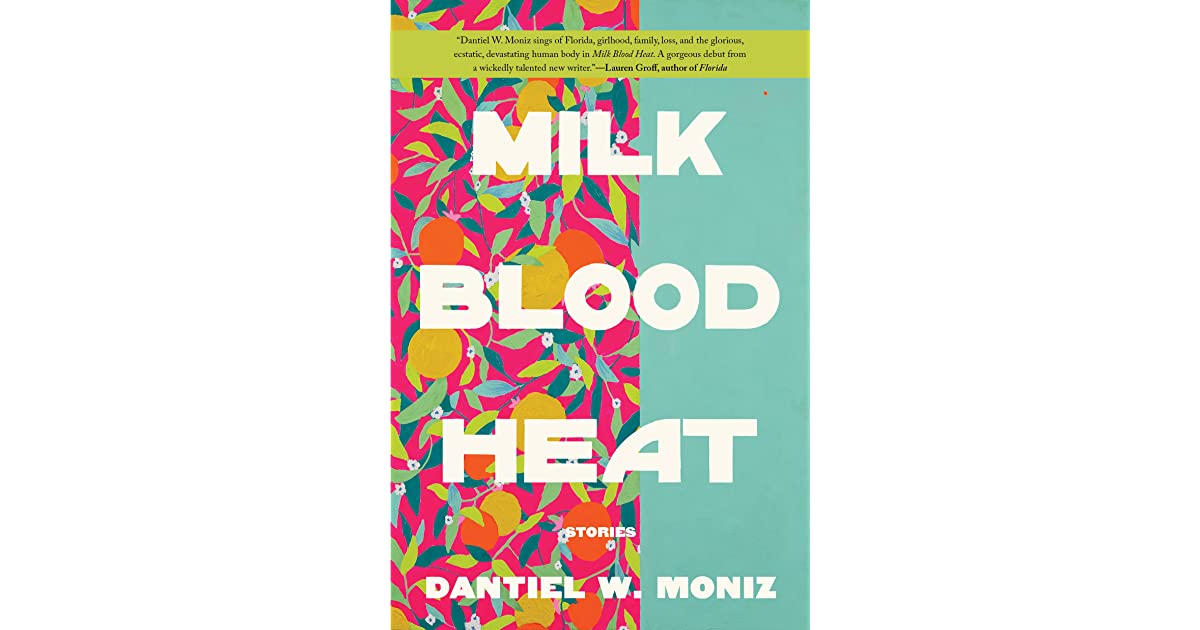 “Dantiel W. Moniz sings of Florida, girlhood, family, loss, and the glorious,
ecstatic, devastating human body in Milk Blood Heat. A gorgeous debut from
a wickedly talented new writer.”—Lauren Groff, author of Florida
MILK
BLOOD
HEAT
STORIES
DANTIEL W. MONIZ